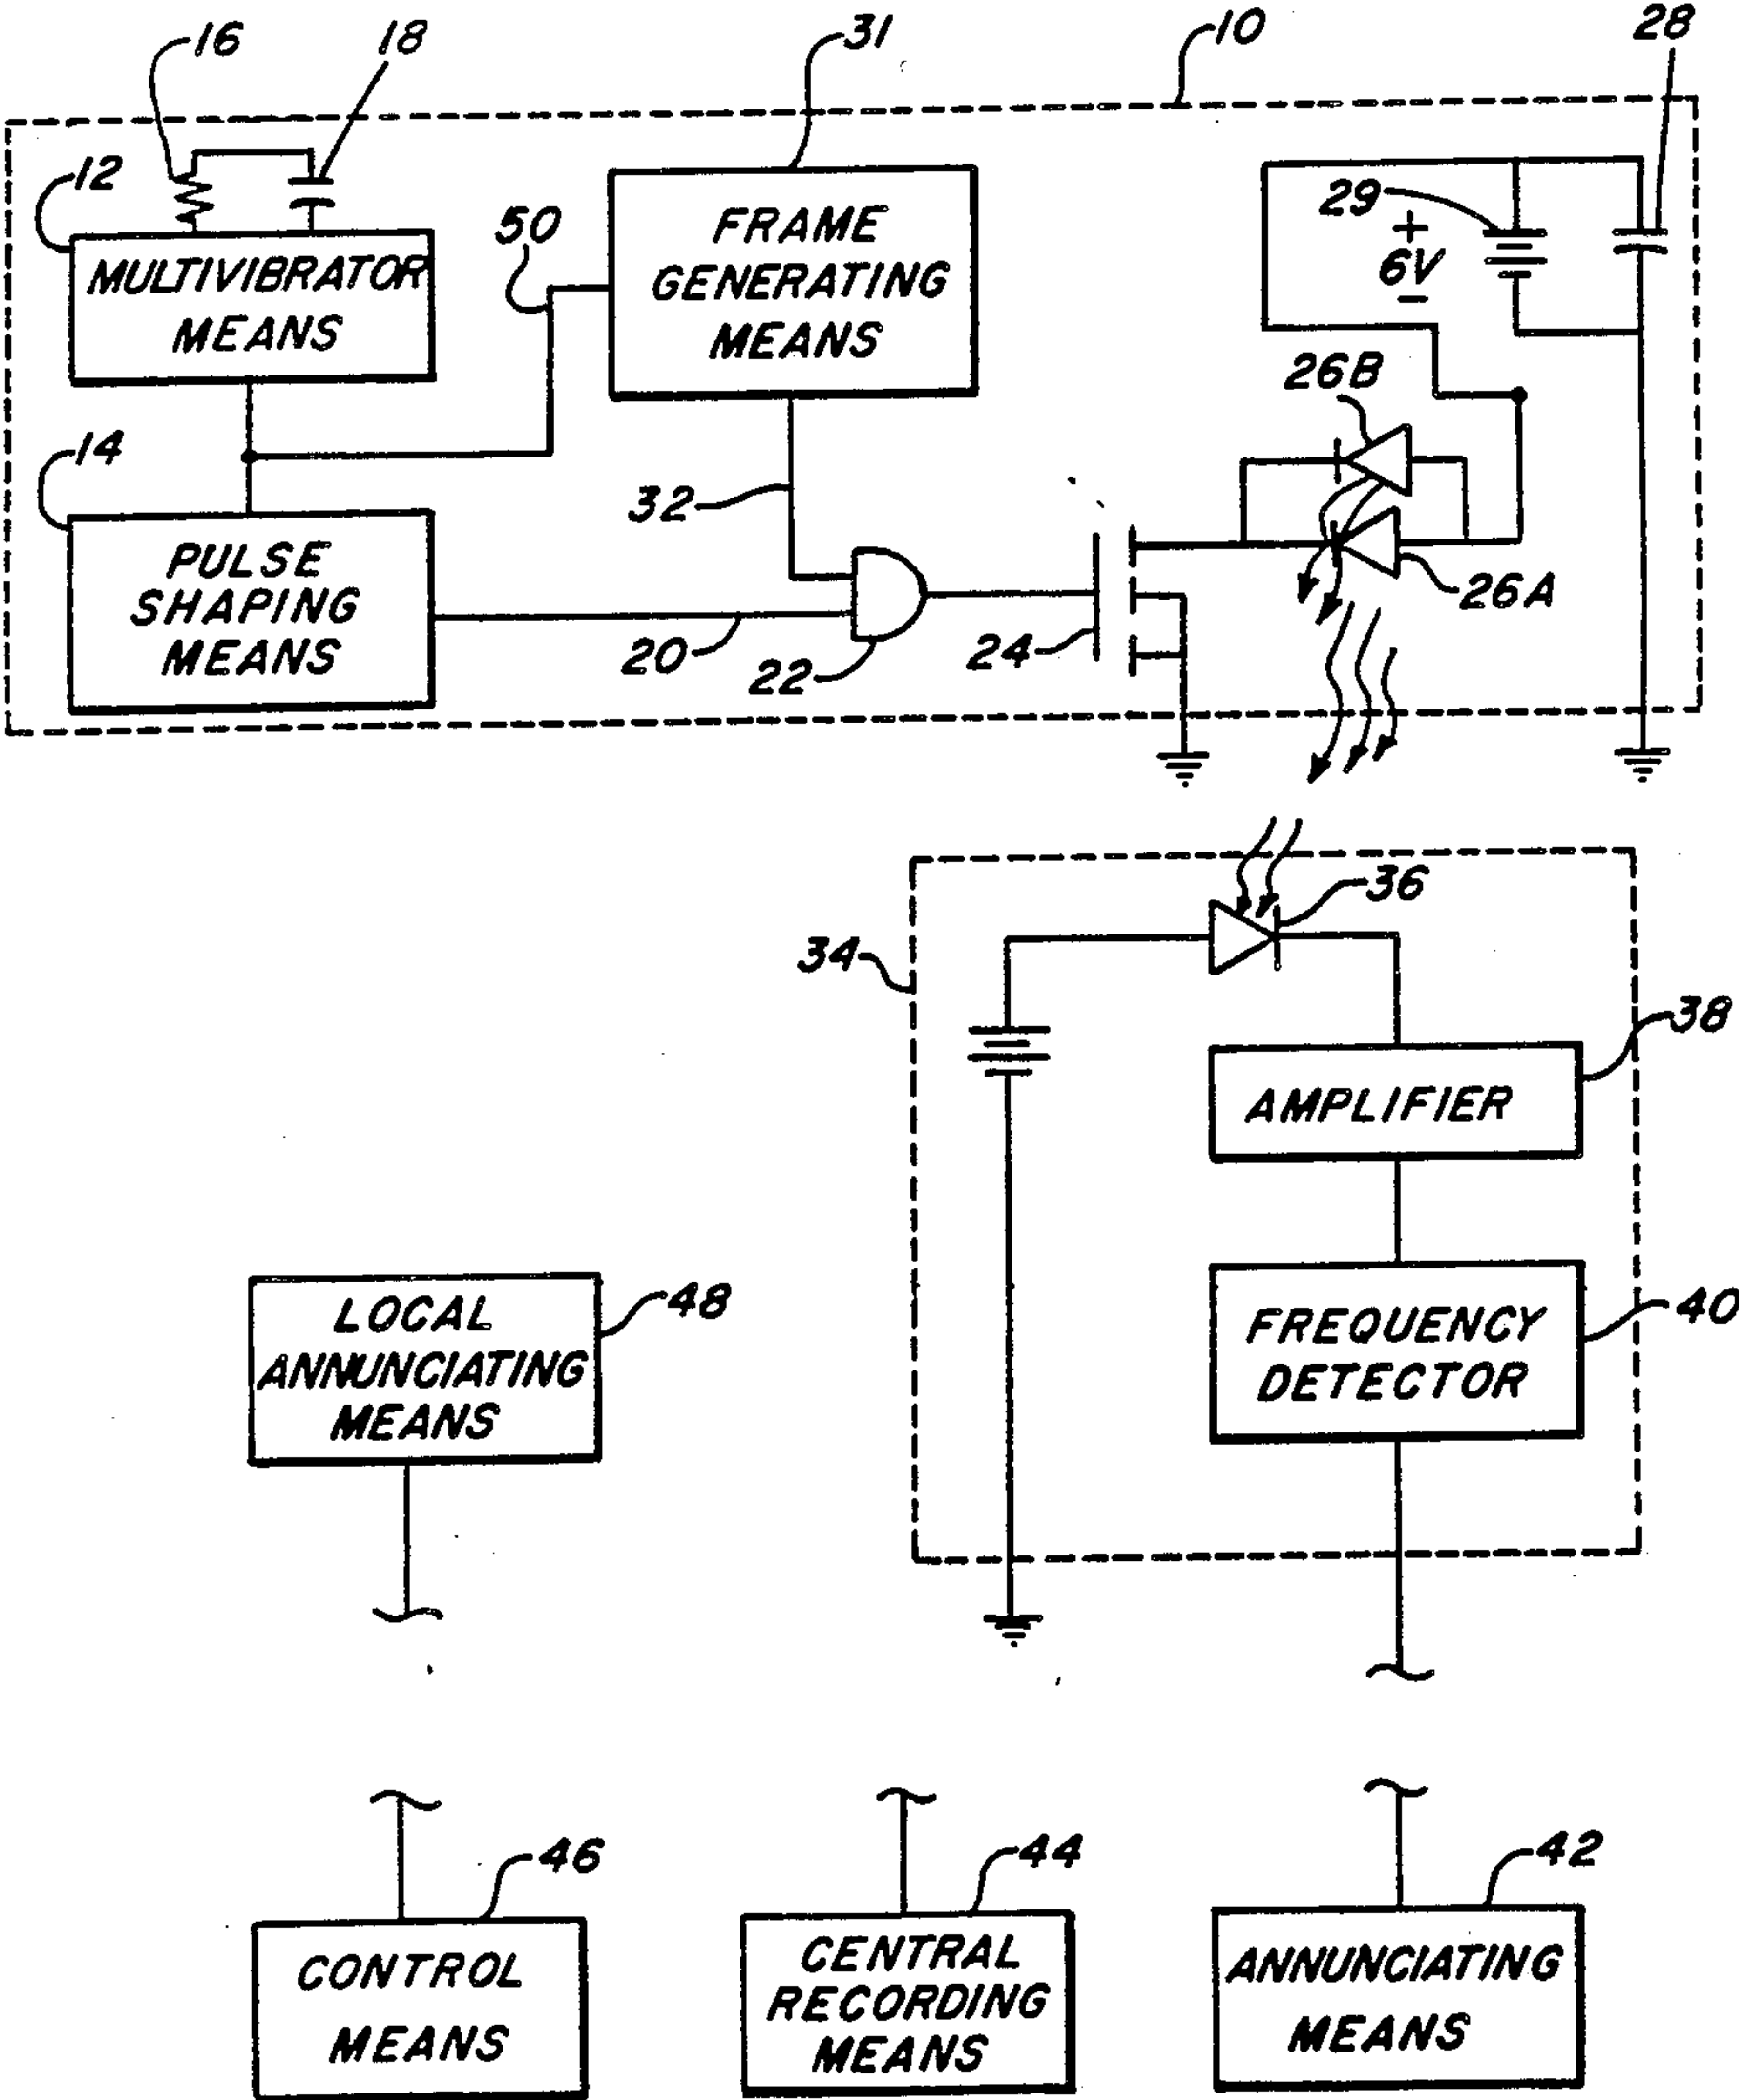 16
18
31
10
28
12
MULTIVIBRATOR
MEANS
50
FRAME
GENERATING
MEANS
29
+
6V
−
26B
14
PULSE
SHAPING
MEANS
32
20
22
24
26A
34
36
38
AMPLIFIER
LOCAL
ANNUNCIATING
MEANS
48
FREQUENCY
DETECTOR
40
46
CONTROL
MEANS
44
CENTRAL
RECORDING
MEANS
42
ANNUNCIATING
MEANS